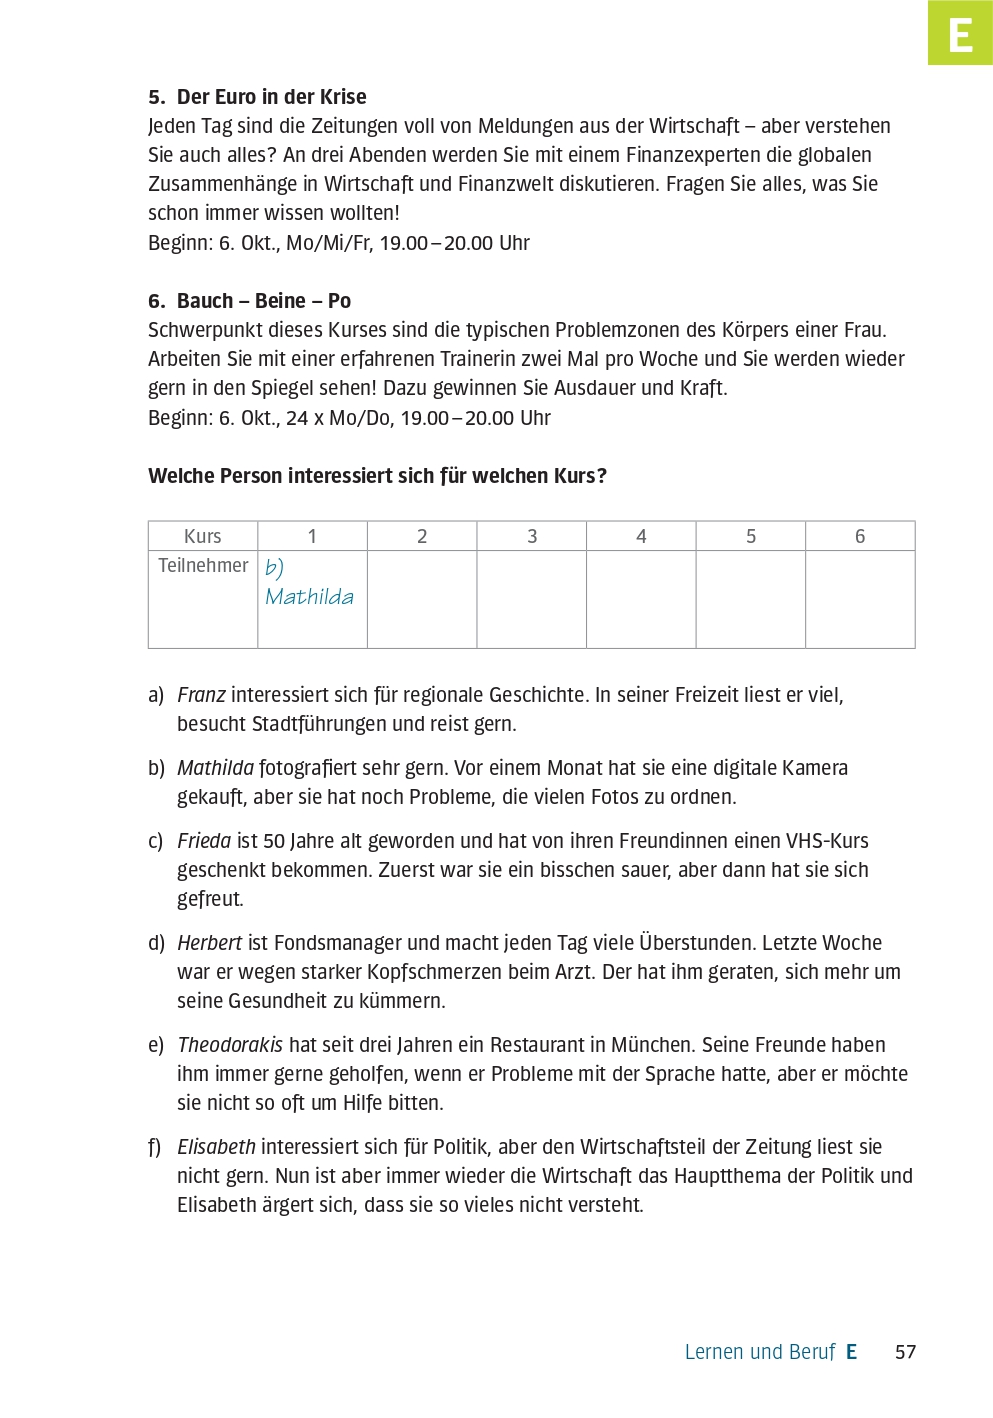 E
5. Der Euro in der Krise
Jeden Tag sind die Zeitungen voll von Meldungen aus der Wirtschaft – aber verstehen
Sie auch alles? An drei Abenden werden Sie mit einem Finanzexperten die globalen
Zusammenhänge in Wirtschaft und Finanzwelt diskutieren. Fragen Sie alles, was Sie
schon immer wissen wollten!
Beginn: 6. Okt., Mo/Mi/Fr, 19.00 – 20.00 Uhr
6. Bauch – Beine – Po
Schwerpunkt dieses Kurses sind die typischen Problemzonen des Körpers einer Frau.
Arbeiten Sie mit einer erfahrenen Trainerin zwei Mal pro Woche und Sie werden wieder
gern in den Spiegel sehen! Dazu gewinnen Sie Ausdauer und Kraft.
Beginn: 6. Okt., 24 x Mo/Do, 19.00 – 20.00 Uhr
Welche Person interessiert sich für welchen Kurs?
Kurs 1 2 3 4 5 6
Teilnehmer b)
Mathilda
a) Franz interessiert sich für regionale Geschichte. In seiner Freizeit liest er viel,
besucht Stadtführungen und reist gern.
b) Mathilda fotografiert sehr gern. Vor einem Monat hat sie eine digitale Kamera
gekauft, aber sie hat noch Probleme, die vielen Fotos zu ordnen.
c) Frieda ist 50 Jahre alt geworden und hat von ihren Freundinnen einen VHS-Kurs
geschenkt bekommen. Zuerst war sie ein bisschen sauer, aber dann hat sie sich
gefreut.
d) Herbert ist Fondsmanager und macht jeden Tag viele Überstunden. Letzte Woche
war er wegen starker Kopfschmerzen beim Arzt. Der hat ihm geraten, sich mehr um
seine Gesundheit zu kümmern.
e) Theodorakis hat seit drei Jahren ein Restaurant in München. Seine Freunde haben
ihm immer gerne geholfen, wenn er Probleme mit der Sprache hatte, aber er möchte
sie nicht so oft um Hilfe bitten.
f) Elisabeth interessiert sich für Politik, aber den Wirtschaftsteil der Zeitung liest sie
nicht gern. Nun ist aber immer wieder die Wirtschaft das Hauptthema der Politik und
Elisabeth ärgert sich, dass sie so vieles nicht versteht.
Lernen und Beruf E 57